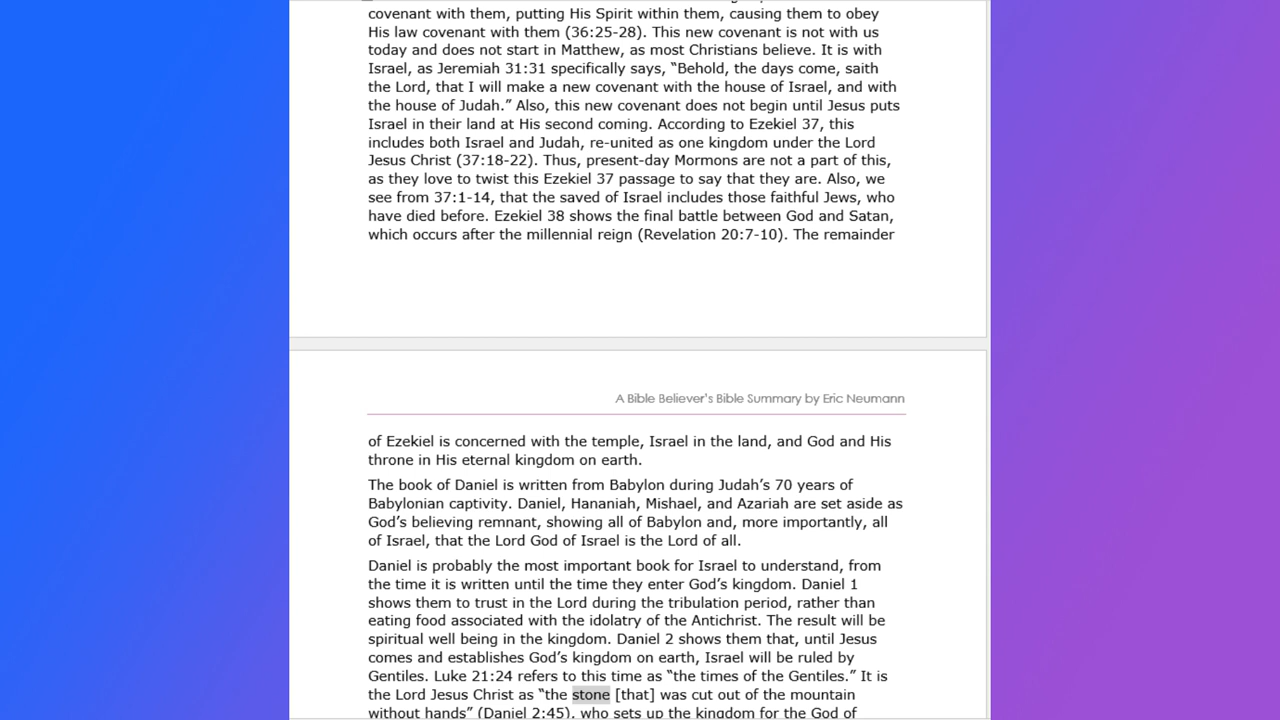 covenant with them, putting His Spirit within them, causing them to obey
His law covenant with them (36:25-28). This new covenant is not with us
today and does not start in Matthew, as most Christians believe. It is with
Israel, as Jeremiah 31:31 specifically says, “Behold, the days come, saith
the Lord, that I will make a new covenant with the house of Israel, and with
the house of Judah.” Also, this new covenant does not begin until Jesus puts
Israel in their land at His second coming. According to Ezekiel 37, this
includes both Israel and Judah, re-united as one kingdom under the Lord
Jesus Christ (37:18-22). Thus, present-day Mormons are not a part of this,
as they love to twist this Ezekiel 37 passage to say that they are. Also, we
see from 37:1-14, that the saved of Israel includes those faithful Jews, who
have died before. Ezekiel 38 shows the final battle between God and Satan,
which occurs after the millennial reign (Revelation 20:7-10). The remainder
A Bible Believer’s Bible Summary by Eric Neumann
of Ezekiel is concerned with the temple, Israel in the land, and God and His
throne in His eternal kingdom on earth.
The book of Daniel is written from Babylon during Judah’s 70 years of
Babylonian captivity. Daniel, Hananiah, Mishael, and Azariah are set aside as
God’s believing remnant, showing all of Babylon and, more importantly, all
of Israel, that the Lord God of Israel is the Lord of all.
Daniel is probably the most important book for Israel to understand, from
the time it is written until the time they enter God’s kingdom. Daniel 1
shows them to trust in the Lord during the tribulation period, rather than
eating food associated with the idolatry of the Antichrist. The result will be
spiritual well being in the kingdom. Daniel 2 shows them that, until Jesus
comes and establishes God’s kingdom on earth, Israel will be ruled by
Gentiles. Luke 21:24 refers to this time as “the times of the Gentiles.” It is
the Lord Jesus Christ as “the stone [that] was cut out of the mountain
without hands” (Daniel 2:45), who sets up the kingdom for the God of